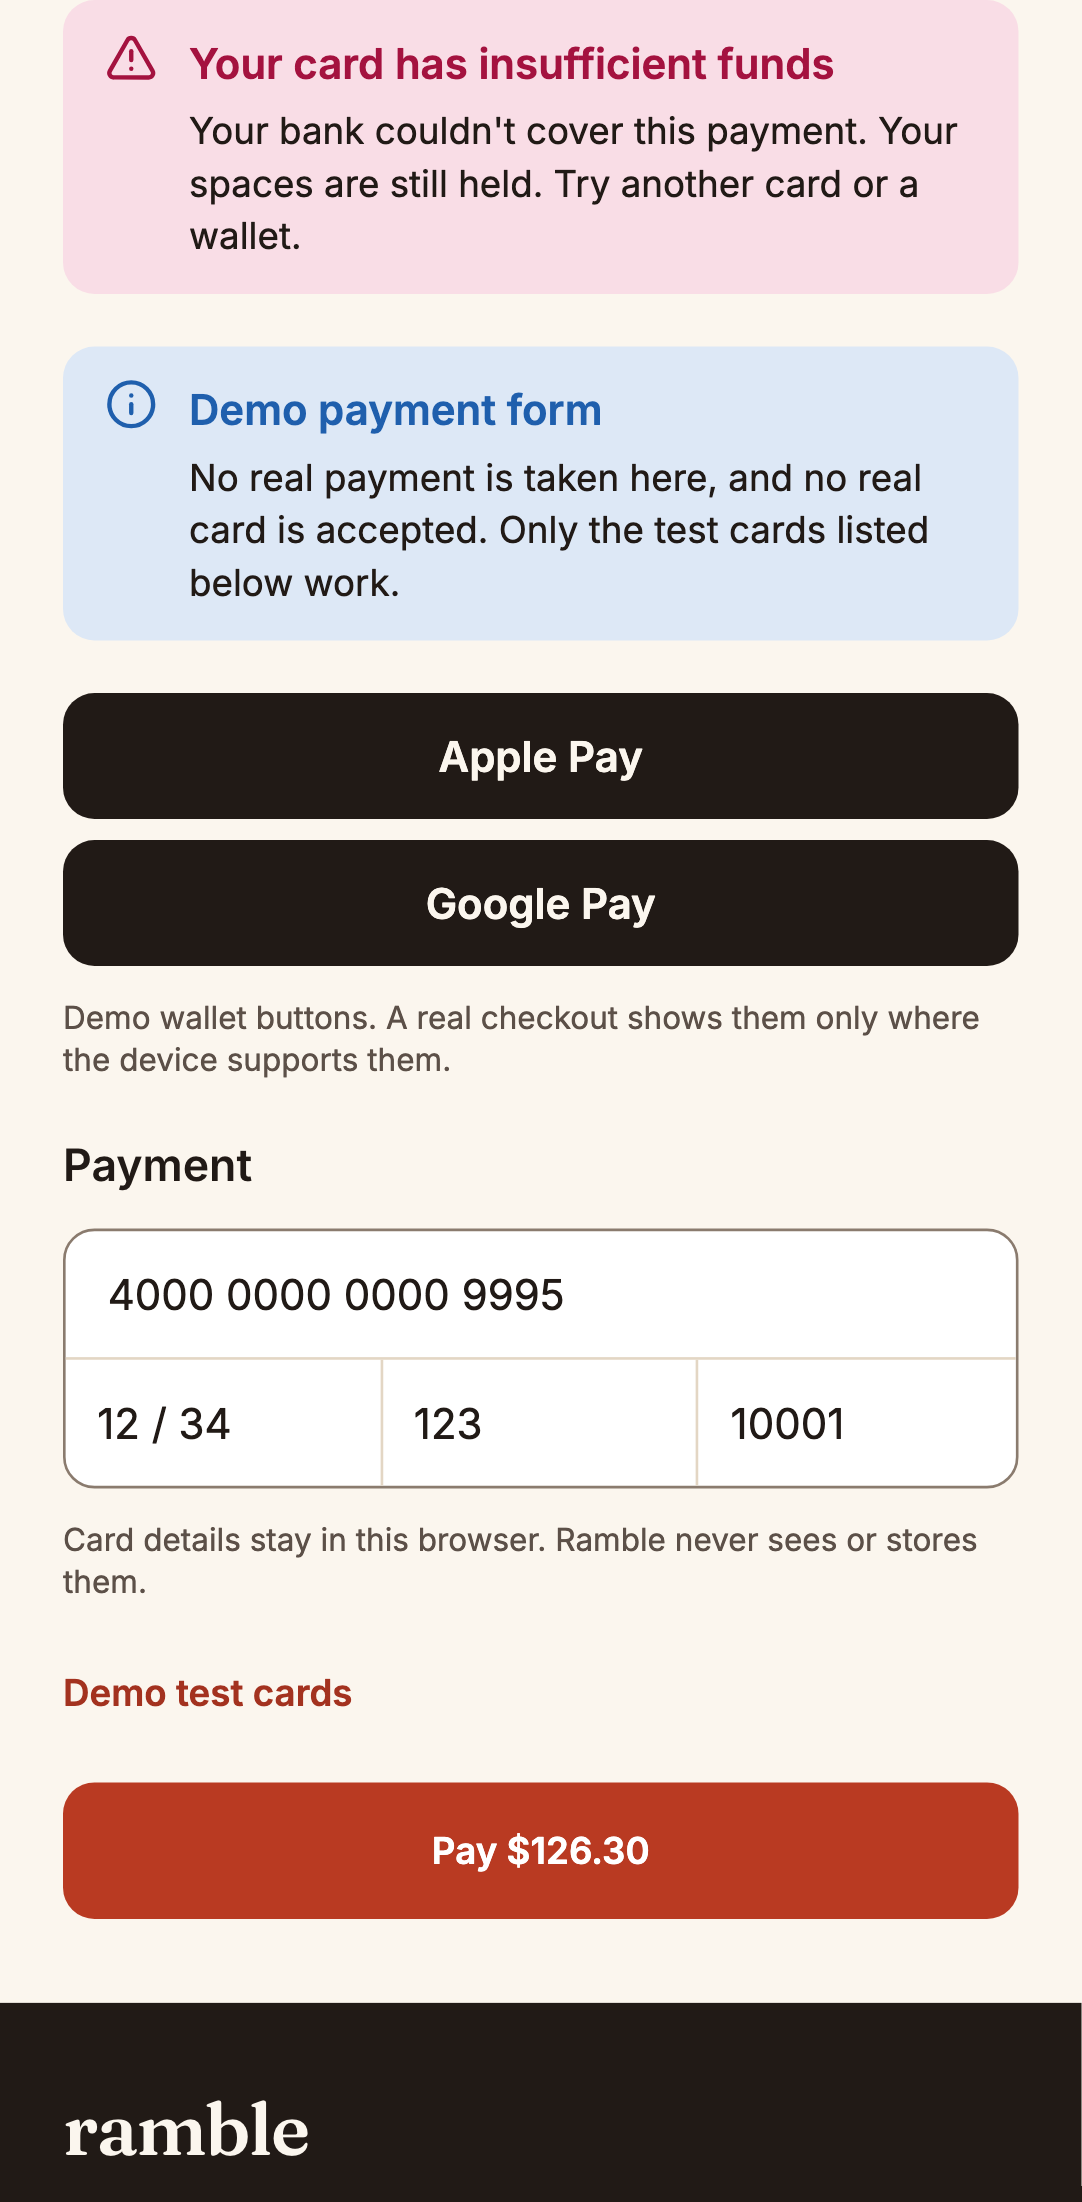 Your card has insufficient funds
Your bank couldn't cover this payment. Your
spaces are still held. Try another card or a
wallet.
Demo payment form
No real payment is taken here, and no real
card is accepted. Only the test cards listed
below work.
Apple Pay
Google Pay
Demo wallet buttons. A real checkout shows them only where
the device supports them.
Payment
4000 0000 0000 9995
12 / 34
123
10001
Card details stay in this browser. Ramble never sees or stores
them.
Demo test cards
Pay $126.30
ramble